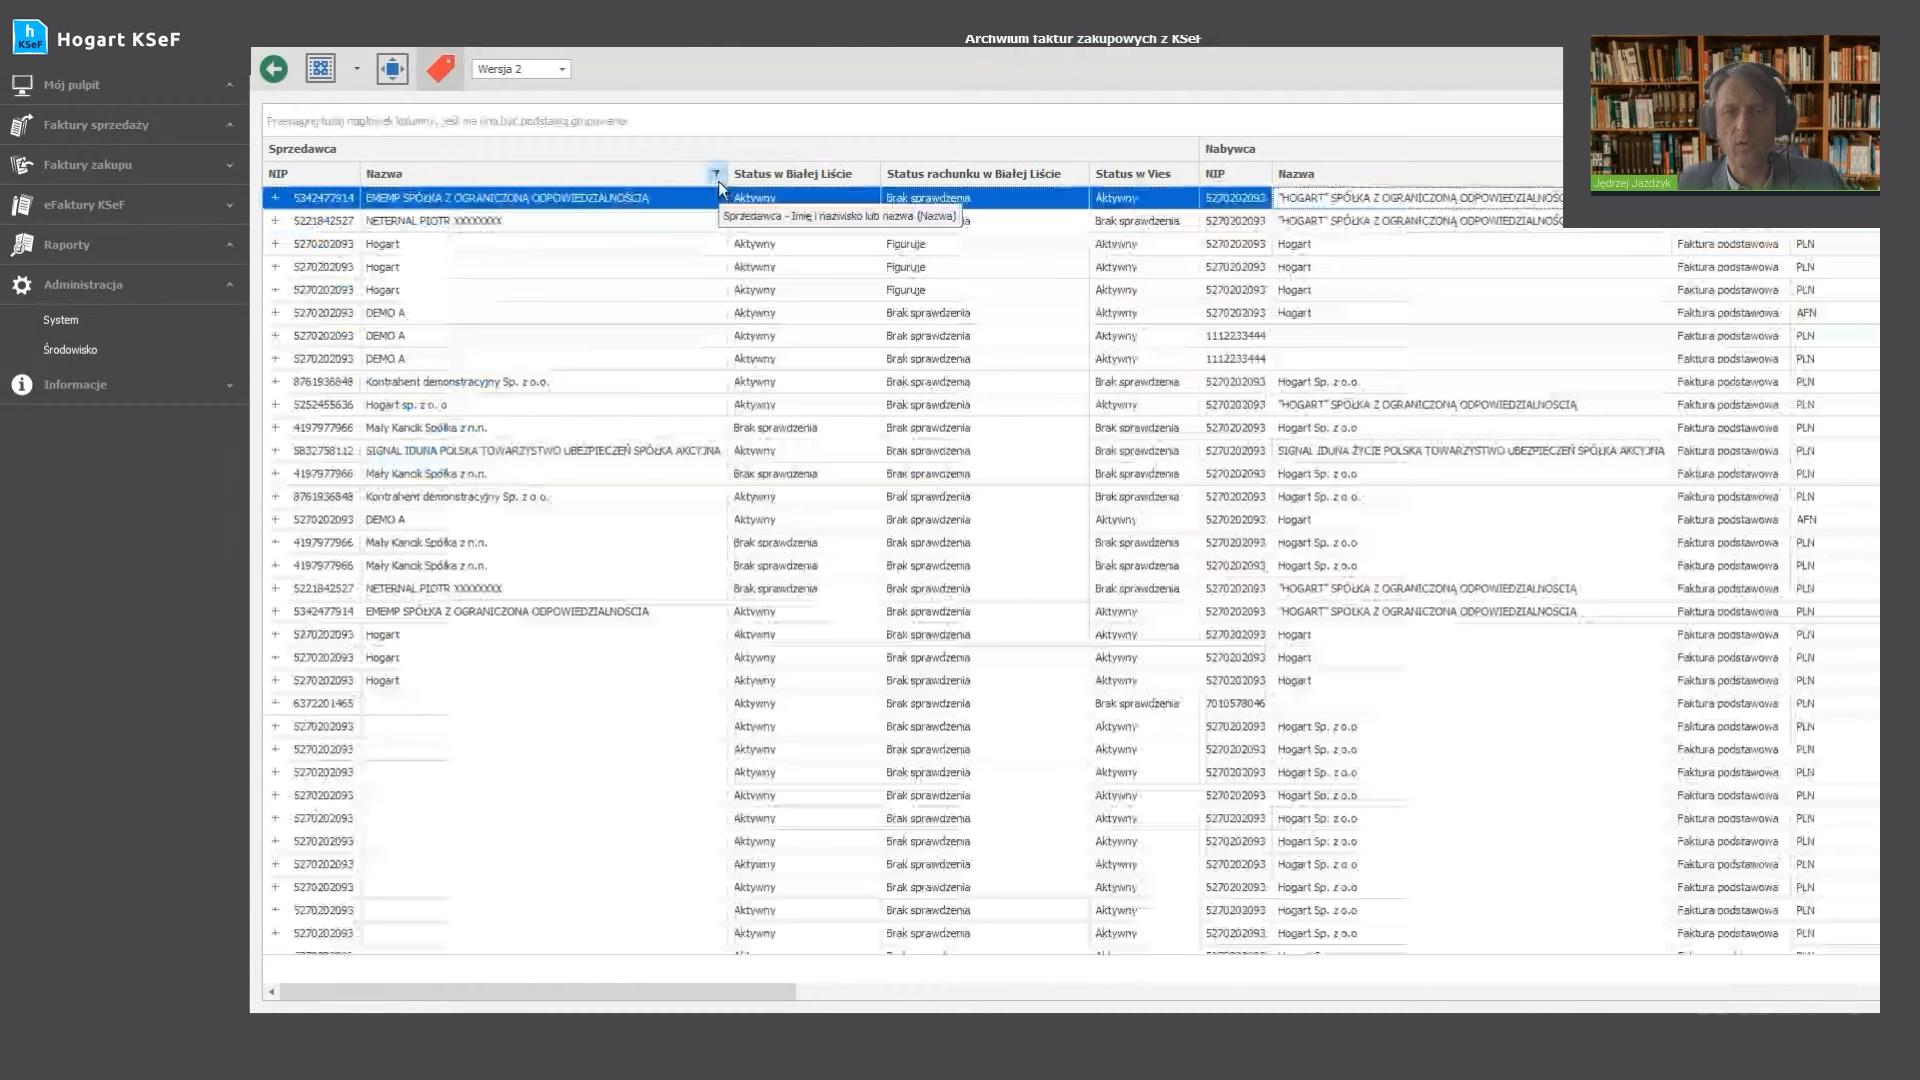 h
KSeF
Hogart KSeF
Archiwum faktur zakupowych z KSeF
Mój pulpit
Faktury sprzedaży
Faktury zakupu
eFaktury KSeF
Raporty
Administracja
System
Środowisko
Informacje
Wersja 2
Jędrzej Jażdżyk
Przeciągnij tutaj nagłówek kolumny, jeśli ma ona być podstawą grupowania
Sprzedawca Nabywca
NIP Nazwa Status w Białej Liście Status rachunku w Białej Liście Status w Vies NIP Nazwa
+ 5342477914 EMEMP SPÓŁKA Z OGRANICZONĄ ODPOWIEDZIALNOŚCIĄ Aktywny Brak sprawdzenia Aktywny 5270202093 "HOGART" SPÓŁKA Z OGRANICZONĄ ODPOWIEDZIALNOŚC
Sprzedawca - Imię i nazwisko lub nazwa (Nazwa)
+ 5221842527 NETERNAL PIOTR XXXXXXXX Brak sprawdzenia 5270202093 "HOGART" SPÓŁKA Z OGRANICZONĄ ODPOWIEDZIALNOŚC
+ 5270202093 Hogart Aktywny Figuruje Aktywny 5270202093 Hogart Faktura podstawowa PLN
+ 5270202093 Hogart Aktywny Figuruje Aktywny 5270202093 Hogart Faktura podstawowa PLN
+ 5270202093 Hogart Aktywny Figuruje Aktywny 5270202093 Hogart Faktura podstawowa PLN
+ 5270202093 DEMO A Aktywny Brak sprawdzenia Aktywny 5270202093 Hogart Faktura podstawowa AFN
+ 5270202093 DEMO A Aktywny Brak sprawdzenia Aktywny 1112233444 Faktura podstawowa PLN
+ 5270202093 DEMO A Aktywny Brak sprawdzenia Aktywny 1112233444 Faktura podstawowa PLN
+ 8761936848 Kontrahent demonstracyjny Sp. z o.o. Aktywny Brak sprawdzenia Brak sprawdzenia 5270202093 Hogart Sp. z o.o Faktura podstawowa PLN
+ 5252455636 Hogart sp. z o. o Aktywny Brak sprawdzenia Aktywny 5270202093 "HOGART" SPÓŁKA Z OGRANICZONĄ ODPOWIEDZIALNOŚCIĄ Faktura podstawowa PLN
+ 4197977966 Mały Kancik Spółka z n.n. Brak sprawdzenia Brak sprawdzenia Brak sprawdzenia 5270202093 Hogart Sp. z o.o Faktura podstawowa PLN
+ 5832758112 SIGNAL IDUNA POLSKA TOWARZYSTWO UBEZPIECZEŃ SPÓŁKA AKCYJNA Aktywny Brak sprawdzenia Brak sprawdzenia 5270202093 SIGNAL IDUNA ŻYCIE POLSKA TOWARZYSTWO UBEZPIECZEŃ SPÓŁKA AKCYJNA Faktura podstawowa PLN
+ 4197977966 Mały Kancik Spółka z n.n. Brak sprawdzenia Brak sprawdzenia Brak sprawdzenia 5270202093 Hogart Sp. z o.o Faktura podstawowa PLN
+ 8761936848 Kontrahent demonstracyjny Sp. z o.o. Aktywny Brak sprawdzenia Brak sprawdzenia 5270202093 Hogart Sp. z o.o. Faktura podstawowa PLN
+ 5270202093 DEMO A Aktywny Brak sprawdzenia Aktywny 5270202093 Hogart Faktura podstawowa AFN
+ 4197977966 Mały Kancik Spółka z n.n. Brak sprawdzenia Brak sprawdzenia Brak sprawdzenia 5270202093 Hogart Sp. z o.o Faktura podstawowa PLN
+ 4197977966 Mały Kancik Spółka z n.n. Brak sprawdzenia Brak sprawdzenia Brak sprawdzenia 5270202093 Hogart Sp. z o.o Faktura podstawowa PLN
+ 5221842527 NETERNAL PIOTR XXXXXXXX Brak sprawdzenia Brak sprawdzenia Brak sprawdzenia 5270202093 "HOGART" SPÓŁKA Z OGRANICZONĄ ODPOWIEDZIALNOŚCIĄ Faktura podstawowa PLN
+ 5342477914 EMEMP SPÓŁKA Z OGRANICZONĄ ODPOWIEDZIALNOŚCIĄ Aktywny Brak sprawdzenia Aktywny 5270202093 "HOGART" SPÓŁKA Z OGRANICZONĄ ODPOWIEDZIALNOŚCIĄ Faktura podstawowa PLN
+ 5270202093 Hogart Aktywny Brak sprawdzenia Aktywny 5270202093 Hogart Faktura podstawowa PLN
+ 5270202093 Hogart Aktywny Brak sprawdzenia Aktywny 5270202093 Hogart Faktura podstawowa PLN
+ 5270202093 Hogart Aktywny Brak sprawdzenia Aktywny 5270202093 Hogart Faktura podstawowa PLN
+ 6372201465 Aktywny Brak sprawdzenia Brak sprawdzenia 7010578046 Faktura podstawowa PLN
+ 5270202093 Aktywny Brak sprawdzenia Aktywny 5270202093 Hogart Sp. z o.o Faktura podstawowa PLN
+ 5270202093 Aktywny Brak sprawdzenia Aktywny 5270202093 Hogart Sp. z o.o Faktura podstawowa PLN
+ 5270202093 Aktywny Brak sprawdzenia Aktywny 5270202093 Hogart Sp. z o.o Faktura podstawowa PLN
+ 5270202093 Aktywny Brak sprawdzenia Aktywny 5270202093 Hogart Sp. z o.o Faktura podstawowa PLN
+ 5270202093 Aktywny Brak sprawdzenia Aktywny 5270202093 Hogart Sp. z o.o Faktura podstawowa PLN
+ 5270202093 Aktywny Brak sprawdzenia Aktywny 5270202093 Hogart Sp. z o.o Faktura podstawowa PLN
+ 5270202093 Aktywny Brak sprawdzenia Aktywny 5270202093 Hogart Sp. z o.o Faktura podstawowa PLN
+ 5270202093 Aktywny Brak sprawdzenia Aktywny 5270202093 Hogart Sp. z o.o Faktura podstawowa PLN
+ 5270202093 Aktywny Brak sprawdzenia Aktywny 5270202093 Hogart Sp. z o.o Faktura podstawowa PLN
+ 5270202093 Aktywny Brak sprawdzenia Aktywny 5270202093 Hogart Sp. z o.o Faktura podstawowa PLN